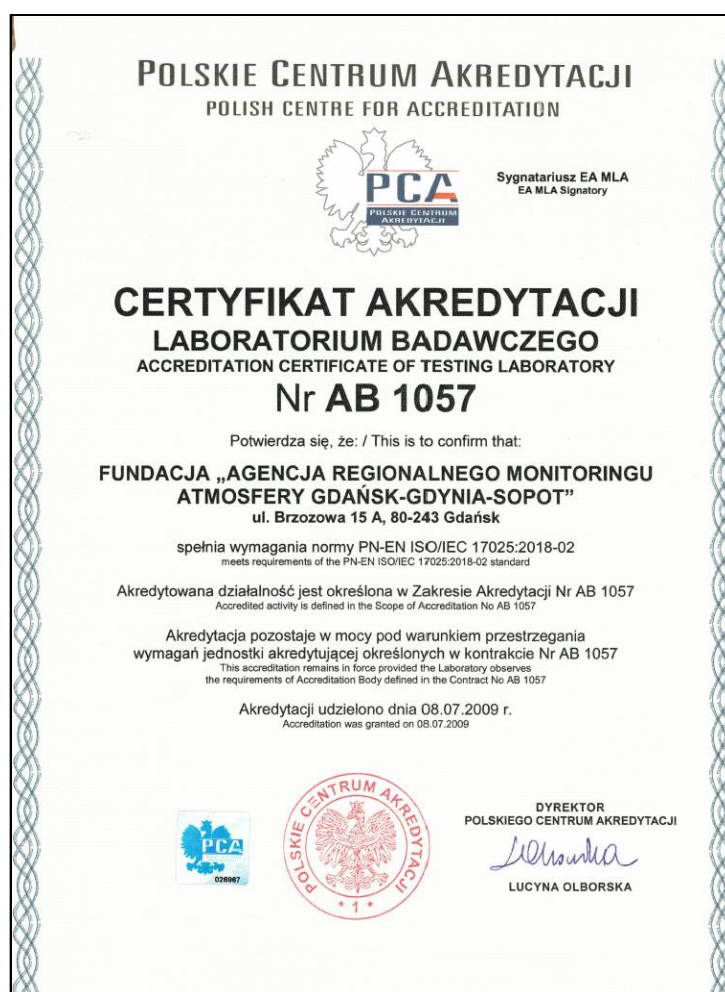 POLSKIE CENTRUM AKREDYTACJI
POLISH CENTRE FOR ACCREDITATION
PCA
POLSKIE CENTRUM
AKREDYTACJI
Sygnatariusz EA MLA
EA MLA Signatory
CERTYFIKAT AKREDYTACJI
LABORATORIUM BADAWCZEGO
ACCREDITATION CERTIFICATE OF TESTING LABORATORY
Nr AB 1057
Potwierdza się, że: / This is to confirm that:
FUNDACJA „AGENCJA REGIONALNEGO MONITORINGU
ATMOSFERY GDAŃSK-GDYNIA-SOPOT”
ul. Brzozowa 15 A, 80-243 Gdańsk
spełnia wymagania normy PN-EN ISO/IEC 17025:2018-02
meets requirements of the PN-EN ISO/IEC 17025:2018-02 standard
Akredytowana działalność jest określona w Zakresie Akredytacji Nr AB 1057
Accredited activity is defined in the Scope of Accreditation No AB 1057
Akredytacja pozostaje w mocy pod warunkiem przestrzegania
wymagań jednostki akredytującej określonych w kontrakcie Nr AB 1057
This accreditation remains in force provided the Laboratory observes
the requirements of Accreditation Body defined in the Contract No AB 1057
Akredytacji udzielono dnia 08.07.2009 r.
Accreditation was granted on 08.07.2009
PCA
026967
POLSKIE CENTRUM AKREDYTACJI
* 1 *
DYREKTOR
POLSKIEGO CENTRUM AKREDYTACJI
LUCYNA OLBORSKA